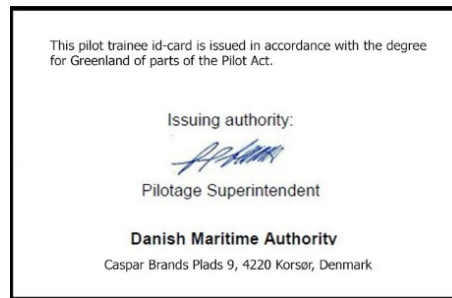 This pilot trainee id-card is issued in accordance with the degree
for Greenland of parts of the Pilot Act.
Issuing authority:
Pilotage Superintendent
Danish Maritime Authority
Caspar Brands Plads 9, 4220 Korsør, Denmark